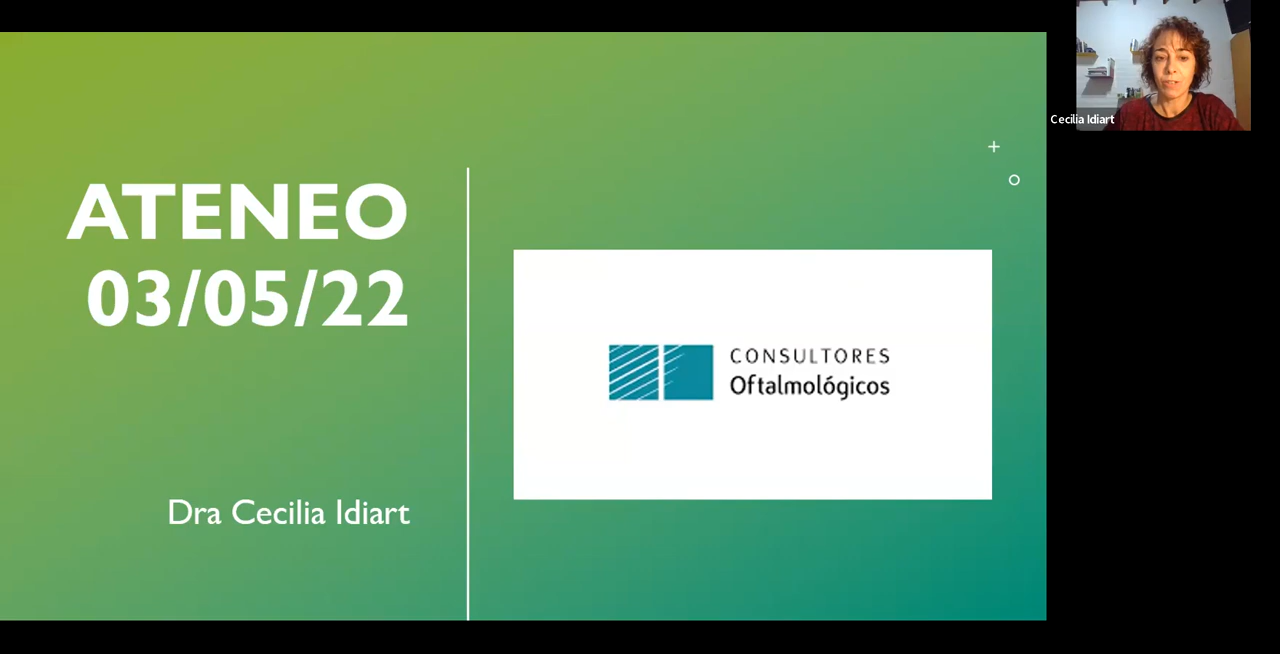 ATENEO
03/05/22
Dra Cecilia Idiart
CONSULTORES
Oftalmológicos
Cecilia Idiart